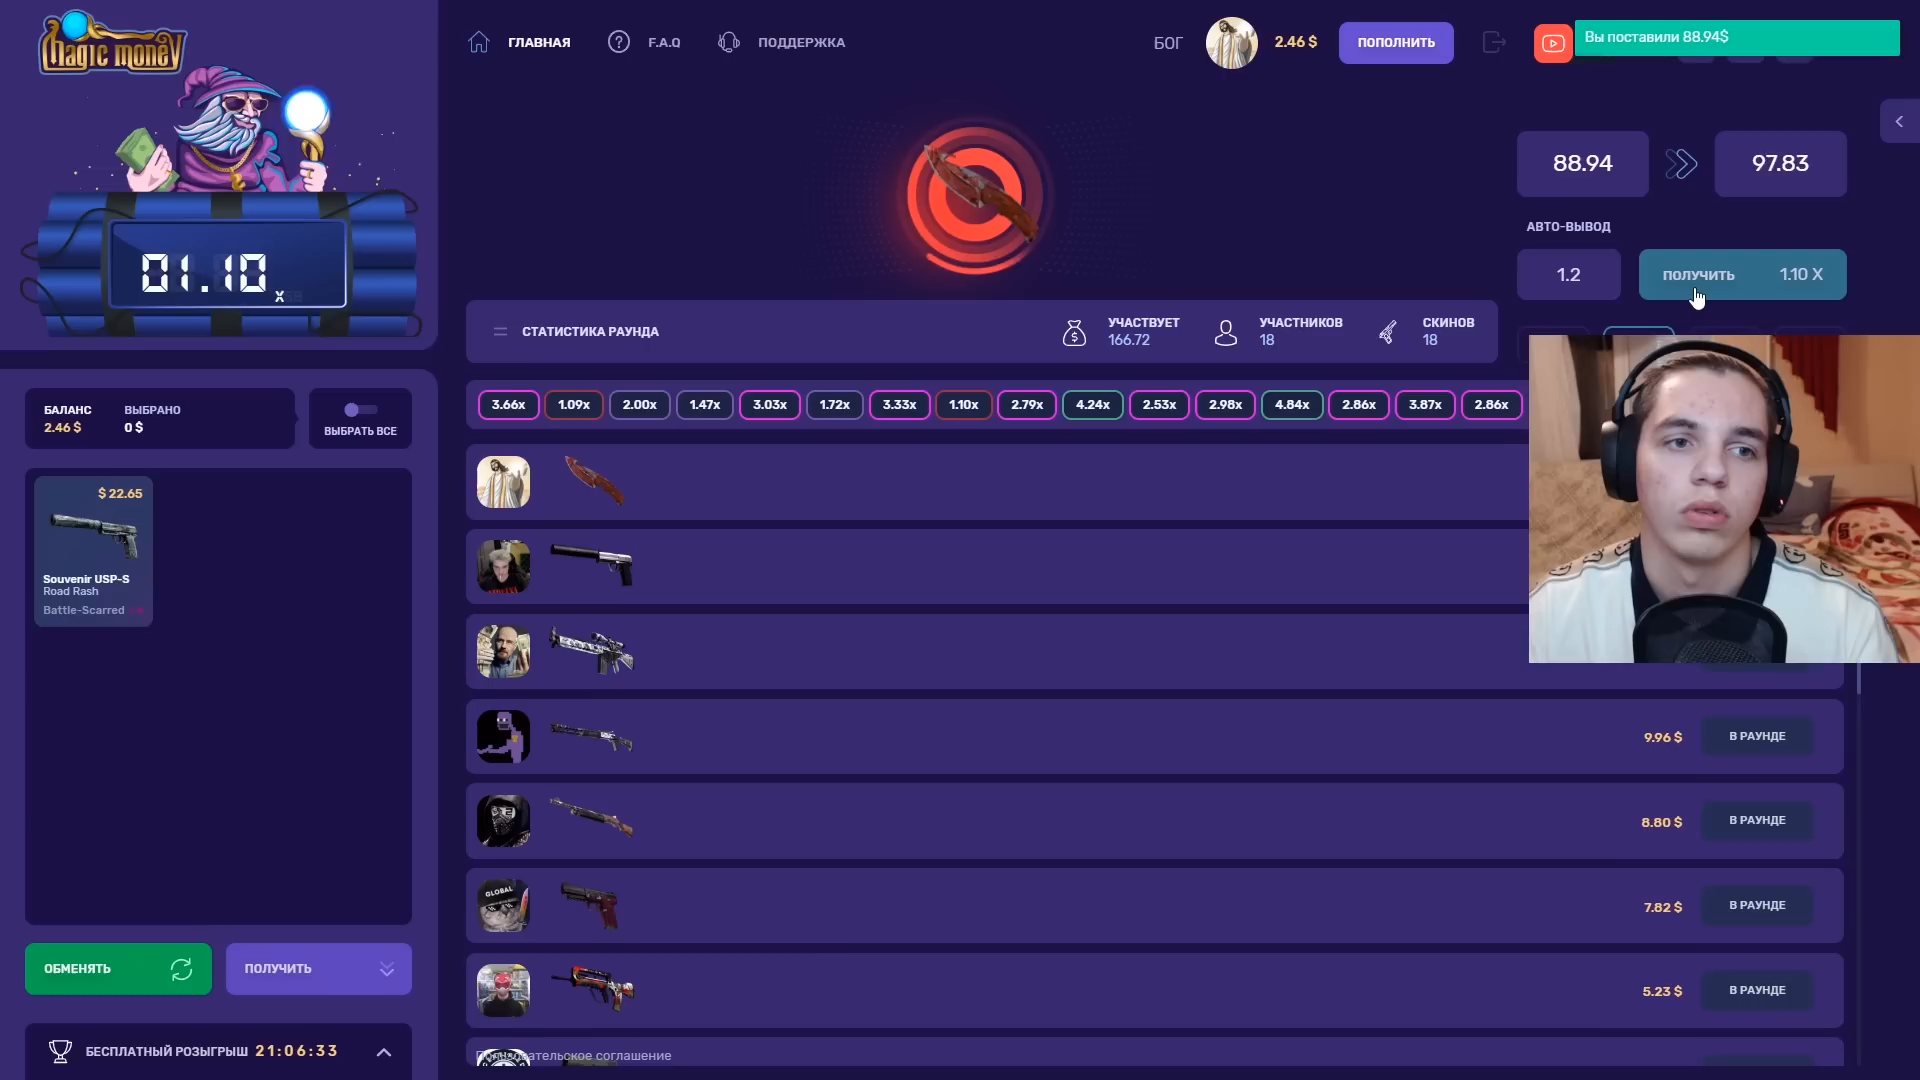 Magic money
ГЛАВНАЯ
F.A.Q
ПОДДЕРЖКА
БОГ
2.46 $
ПОПОЛНИТЬ
Вы поставили 88.94$
88.94
97.83
АВТО-ВЫВОД
1.2
ПОЛУЧИТЬ 1.10 X
01.10 x
СТАТИСТИКА РАУНДА
УЧАСТВУЕТ
166.72
УЧАСТНИКОВ
18
СКИНОВ
18
3.66x 1.09x 2.00x 1.47x 3.03x 1.72x 3.33x 1.10x 2.79x 4.24x 2.53x 2.98x 4.84x 2.86x 3.87x 2.86x
БАЛАНС
2.46 $
ВЫБРАНО
0 $
ВЫБРАТЬ ВСЕ
$ 22.65
Souvenir USP-S
Road Rash
Battle-Scarred
9.96 $ В РАУНДЕ
8.80 $ В РАУНДЕ
GLOBAL
7.82 $ В РАУНДЕ
5.23 $ В РАУНДЕ
ОБМЕНЯТЬ
ПОЛУЧИТЬ
БЕСПЛАТНЫЙ РОЗЫГРЫШ 21:06:33
соглашение